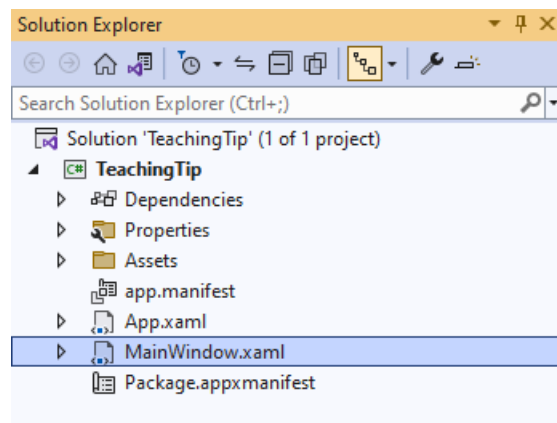 Solution Explorer
Search Solution Explorer (Ctrl+;)
Solution 'TeachingTip' (1 of 1 project)
C# TeachingTip
Dependencies
Properties
Assets
app.manifest
App.xaml
MainWindow.xaml
Package.appxmanifest